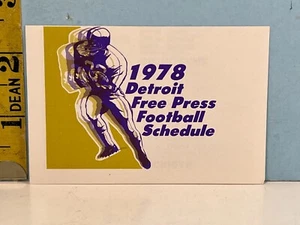 1978
Detroit
Free Press
Football
Schedule
1
DEAN
2